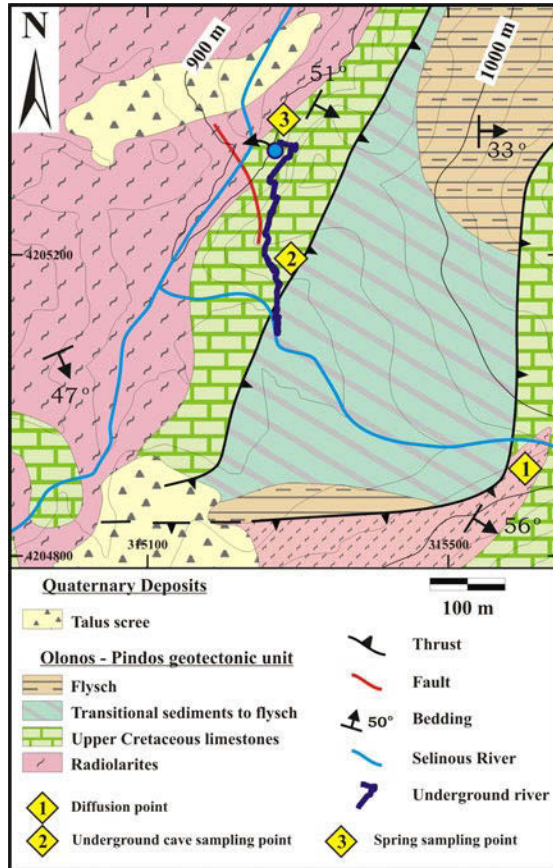 N
900 m
1000 m
51°
3
33°
4205200
2
47°
1
56°
4204800
315100
315500
Quaternary Deposits
Talus scree
100 m
Olonos - Pindos geotectonic unit
Flysch
Transitional sediments to flysch
Upper Cretaceous limestones
Radiolarites
Thrust
Fault
50° Bedding
Selinous River
Underground river
1 Diffusion point
2 Underground cave sampling point
3 Spring sampling point